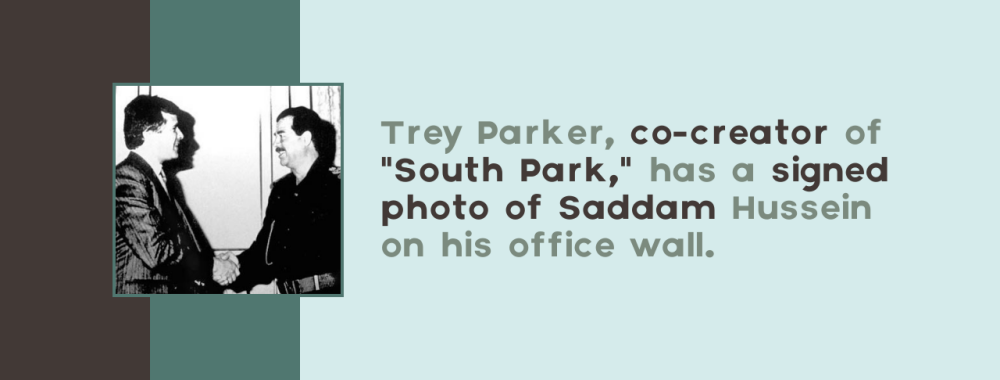 Trey Parker, co-creator of
"South Park," has a signed
photo of Saddam Hussein
on his office wall.